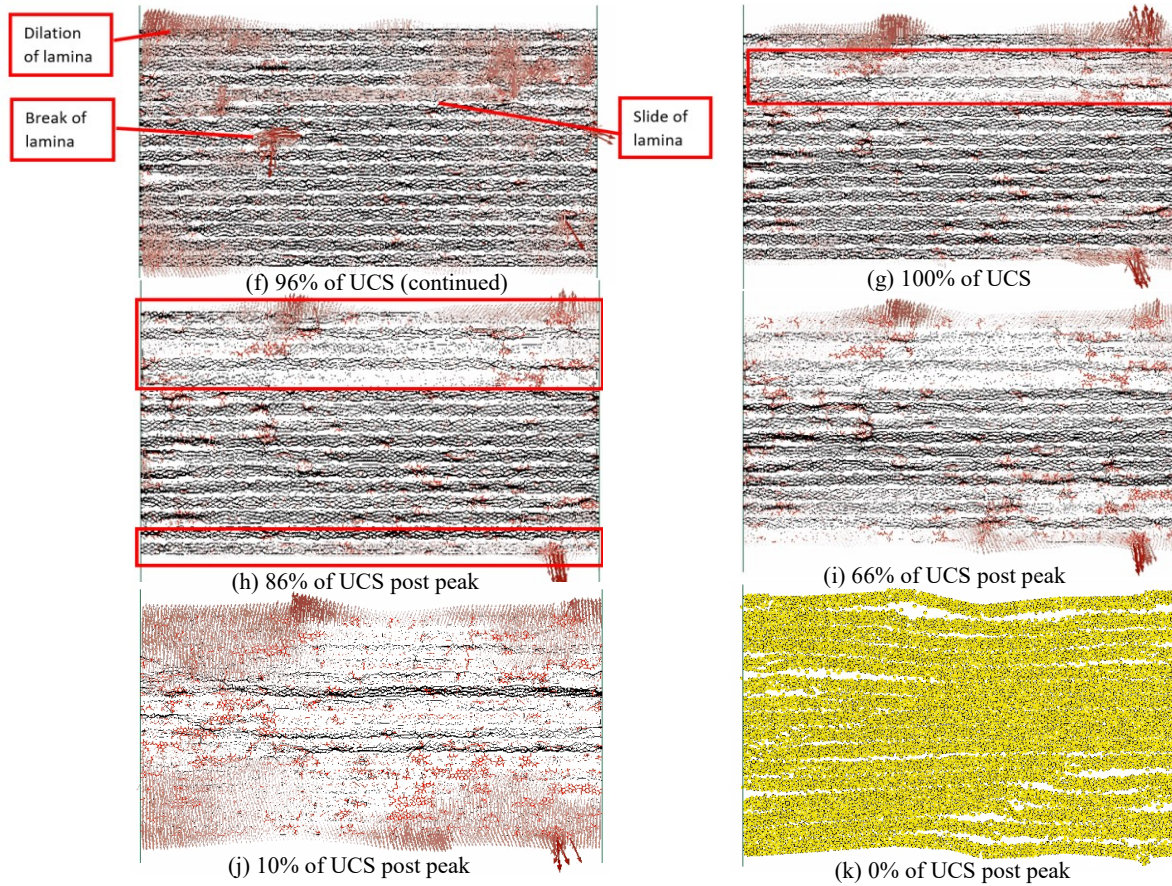 Dilation
of lamina
Break of
lamina
Slide of
lamina
(f) 96% of UCS (continued)
(g) 100% of UCS
(h) 86% of UCS post peak
(i) 66% of UCS post peak
(j) 10% of UCS post peak
(k) 0% of UCS post peak